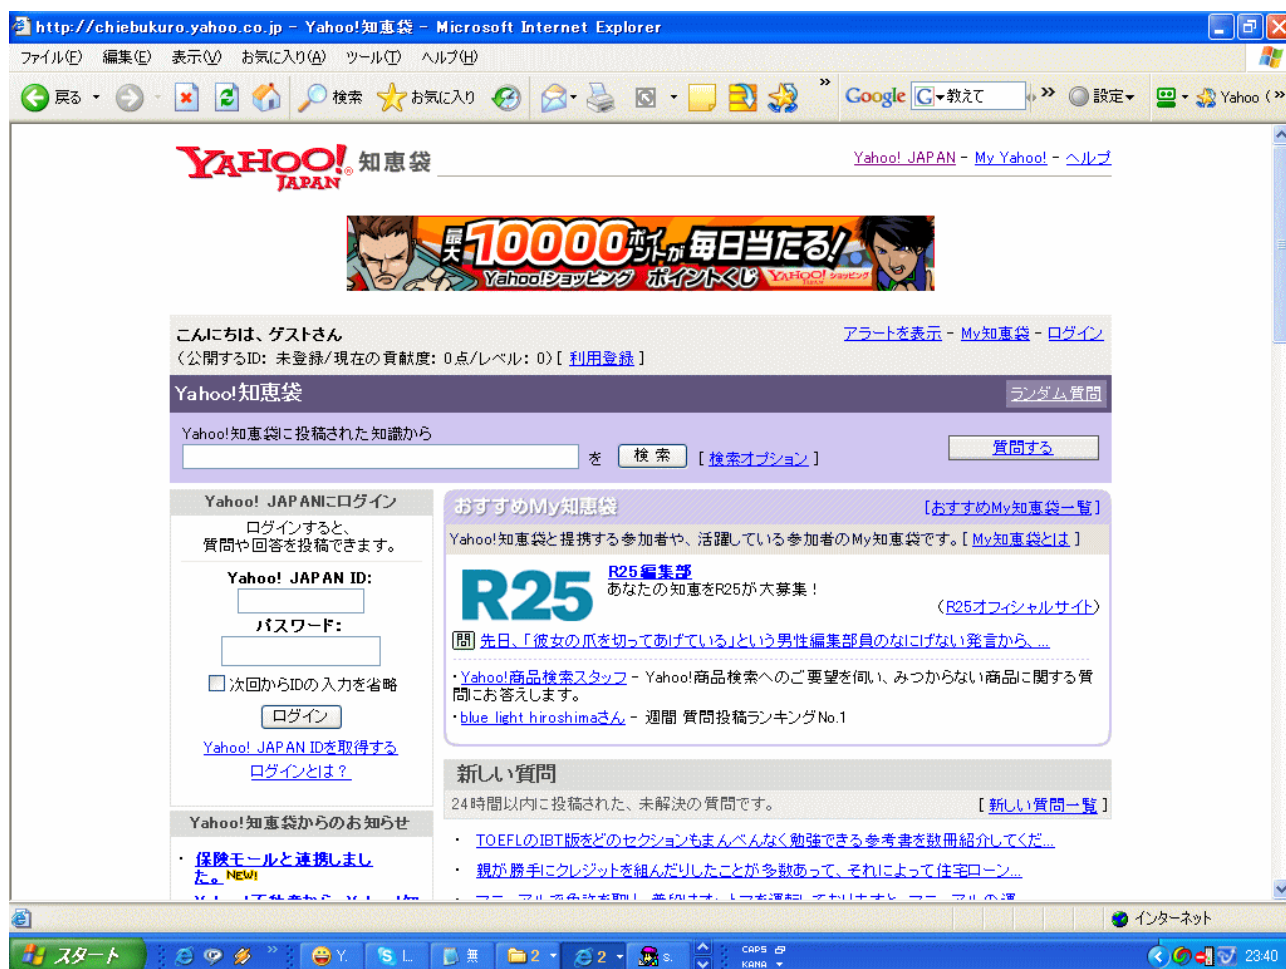 http://chiebukuro.yahoo.co.jp - Yahoo!知恵袋 - Microsoft Internet Explorer
ファイル(F) 編集(E) 表示(V) お気に入り(A) ツール(T) ヘルプ(H)
戻る 検索 お気に入り » Google G 教えて » 設定 Yahoo ( »
YAHOO! JAPAN 知恵袋
Yahoo! JAPAN - My Yahoo! - ヘルプ
最大10000ポイントが毎日当たる!
Yahoo!ショッピング ポイントくじ YAHOO! JAPAN ショッピング
こんにちは、ゲストさん
アラートを表示 - My知恵袋 - ログイン
(公開するID: 未登録/現在の貢献度: 0点/レベル: 0)[ 利用登録 ]
Yahoo!知恵袋
ランダム質問
Yahoo!知恵袋に投稿された知識から
を 検索 [ 検索オプション ]
質問する
Yahoo! JAPANにログイン
ログインすると、
質問や回答を投稿できます。
Yahoo! JAPAN ID:
パスワード:
次回からIDの入力を省略
ログイン
Yahoo! JAPAN IDを取得する
ログインとは?
Yahoo!知恵袋からのお知らせ
・ 保険モールと連携しまし
た。 NEW!
おすすめMy知恵袋
[おすすめMy知恵袋一覧]
Yahoo!知恵袋と提携する参加者や、活躍している参加者のMy知恵袋です。[ My知恵袋とは ]
R25
R25編集部
あなたの知恵をR25が大募集!
(R25オフィシャルサイト)
問 先日、「彼女の爪を切ってあげている」という男性編集部員のなにげない発言から、...
・Yahoo!商品検索スタッフ - Yahoo!商品検索へのご要望を伺い、みつからない商品に関する質
問にお答えします。
・blue light hiroshimaさん - 週間 質問投稿ランキングNo.1
新しい質問
24時間以内に投稿された、未解決の質問です。
[ 新しい質問一覧 ]
・ TOEFLのIBT版をどのセクションもまんべんなく勉強できる参考書を数冊紹介してくだ...
・ 親が勝手にクレジットを組んだりしたことが多数あって、それによって住宅ローン...
インターネット
スタート » Y. L. 無 2 2 s. CAPS KANA 23:40